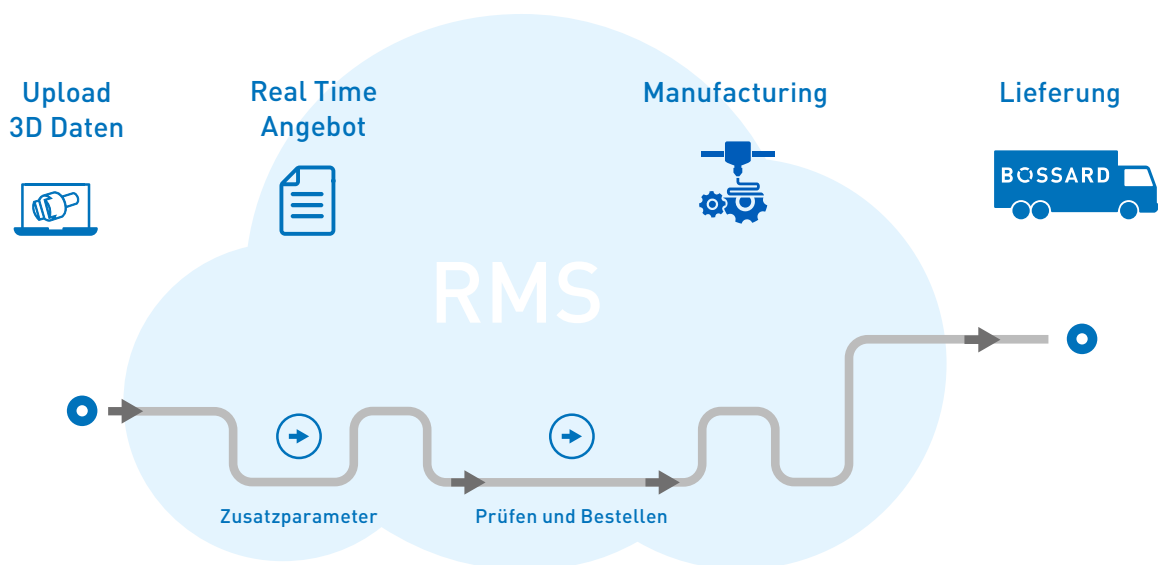 Upload
3D Daten
Real Time
Angebot
Manufacturing
Lieferung
BOSSARD
RMS
Zusatzparameter
Prüfen und Bestellen